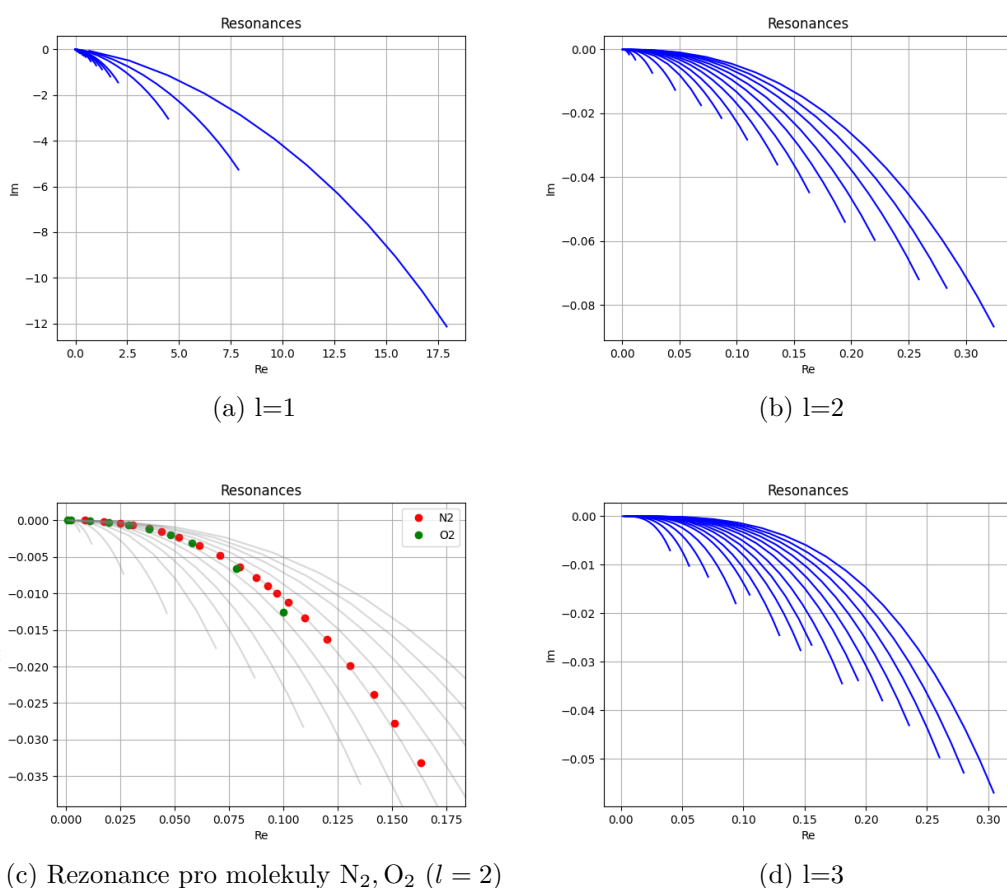 Resonances
0
−2
−4
−6
−8
−10
−12
Im
0.0 2.5 5.0 7.5 10.0 12.5 15.0 17.5
Re
(a) l=1
Resonances
0.00
−0.02
−0.04
−0.06
−0.08
Im
0.00 0.05 0.10 0.15 0.20 0.25 0.30
Re
(b) l=2
Resonances
0.000
−0.005
−0.010
−0.015
−0.020
−0.025
−0.030
−0.035
N2
O2
0.000 0.025 0.050 0.075 0.100 0.125 0.150 0.175
Re
(c) Rezonance pro molekuly N₂, O₂ (l = 2)
Resonances
0.00
−0.01
−0.02
−0.03
−0.04
−0.05
Im
0.00 0.05 0.10 0.15 0.20 0.25 0.30
Re
(d) l=3